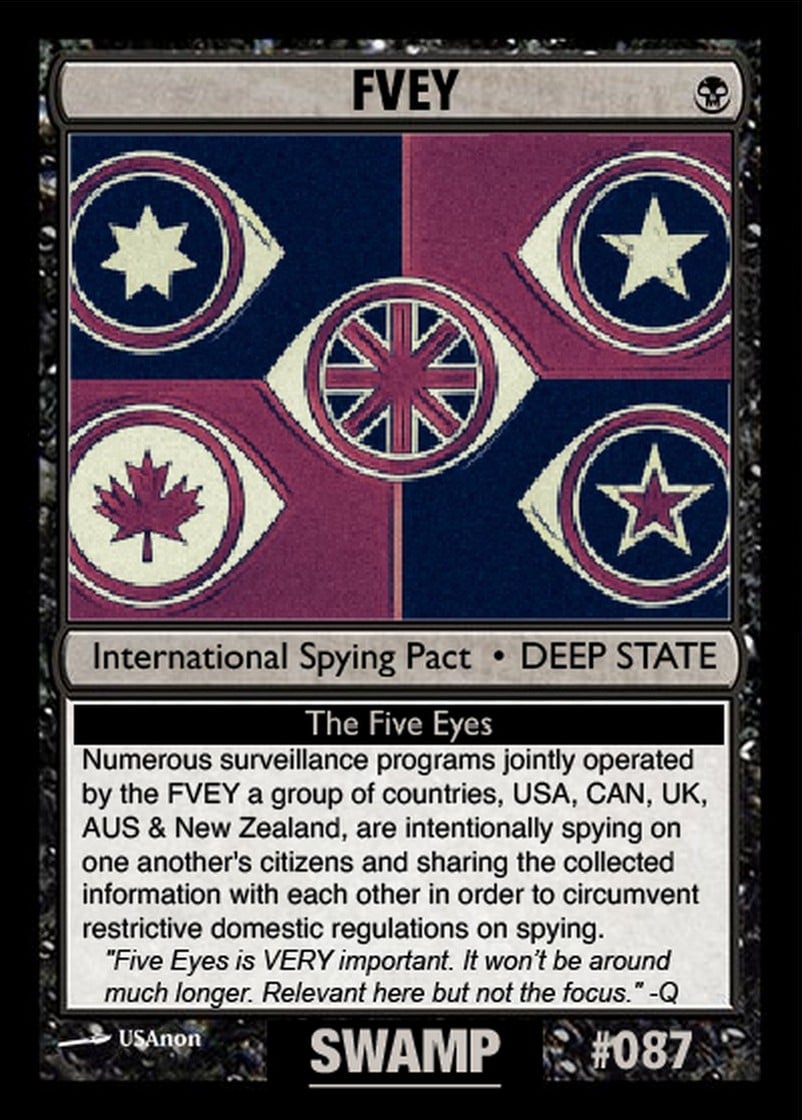 FVEY
International Spying Pact • DEEP STATE
The Five Eyes
Numerous surveillance programs jointly operated
by the FVEY a group of countries, USA, CAN, UK,
AUS & New Zealand, are intentionally spying on
one another's citizens and sharing the collected
information with each other in order to circumvent
restrictive domestic regulations on spying.
"Five Eyes is VERY important. It won't be around
much longer. Relevant here but not the focus." -Q
USAnon
SWAMP
#087